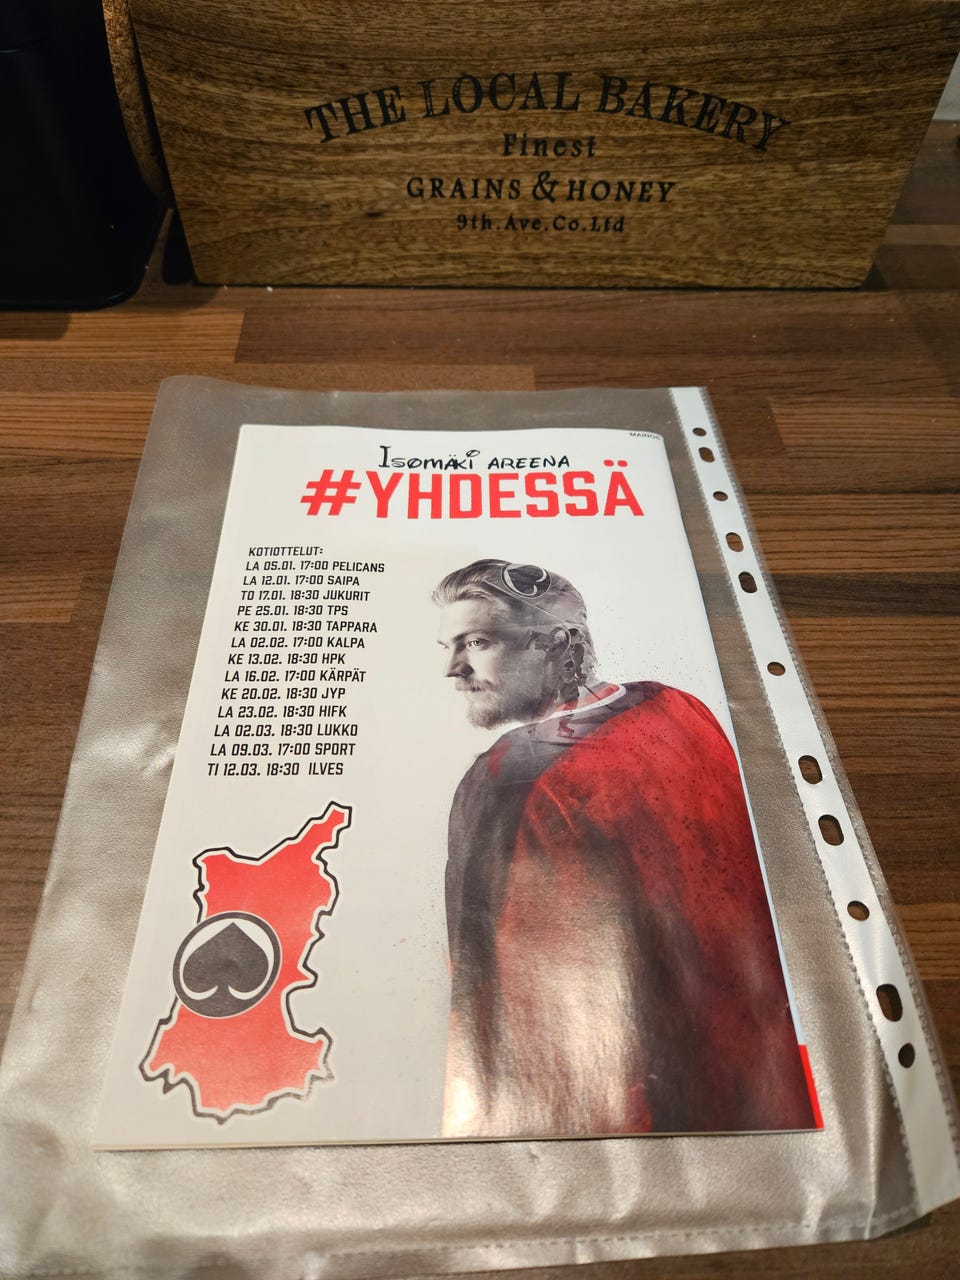 THE LOCAL BAKERY
Finest
GRAINS & HONEY
9th.Ave.Co.Ltd
MAINOS
ISOMÄKI AREENA
#YHDESSÄ
KOTIOTTELUT:
LA 05.01. 17:00 PELICANS
LA 12.01. 17:00 SAIPA
TO 17.01. 18:30 JUKURIT
PE 25.01. 18:30 TPS
KE 30.01. 18:30 TAPPARA
LA 02.02. 17:00 KALPA
KE 13.02. 18:30 HPK
LA 16.02. 17:00 KÄRPÄT
KE 20.02. 18:30 JYP
LA 23.02. 18:30 HIFK
LA 02.03. 18:30 LUKKO
LA 09.03. 17:00 SPORT
TI 12.03. 18:30 ILVES